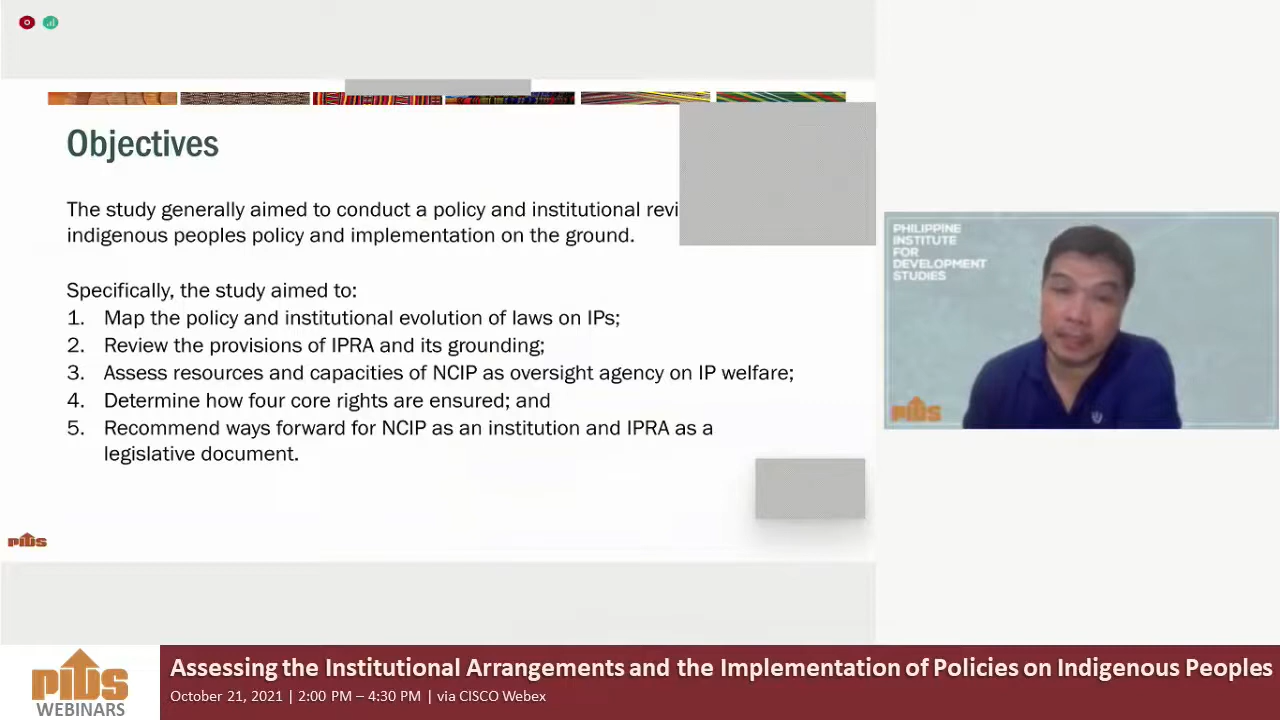 Objectives
The study generally aimed to conduct a policy and institutional revi
indigenous peoples policy and implementation on the ground.
Specifically, the study aimed to:
1. Map the policy and institutional evolution of laws on IPs;
2. Review the provisions of IPRA and its grounding;
3. Assess resources and capacities of NCIP as oversight agency on IP welfare;
4. Determine how four core rights are ensured; and
5. Recommend ways forward for NCIP as an institution and IPRA as a
legislative document.
pids
PHILIPPINE
INSTITUTE
FOR
DEVELOPMENT
STUDIES
pids
pids
WEBINARS
Assessing the Institutional Arrangements and the Implementation of Policies on Indigenous Peoples
October 21, 2021 | 2:00 PM – 4:30 PM | via CISCO Webex